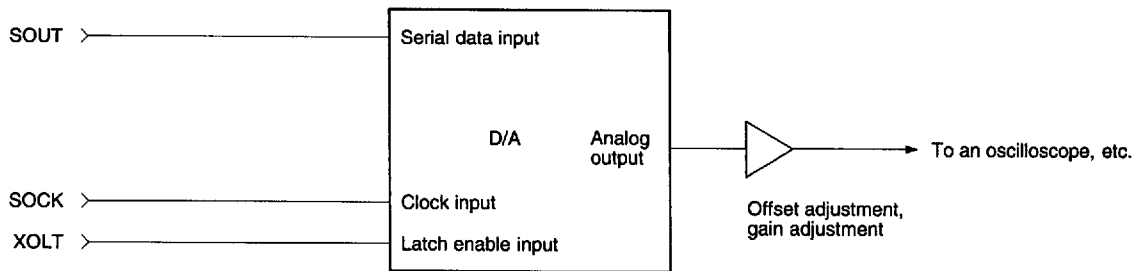 SOUT
Serial data input
D/A
Analog
output
To an oscilloscope, etc.
SOCK
Clock input
Offset adjustment,
gain adjustment
XOLT
Latch enable input